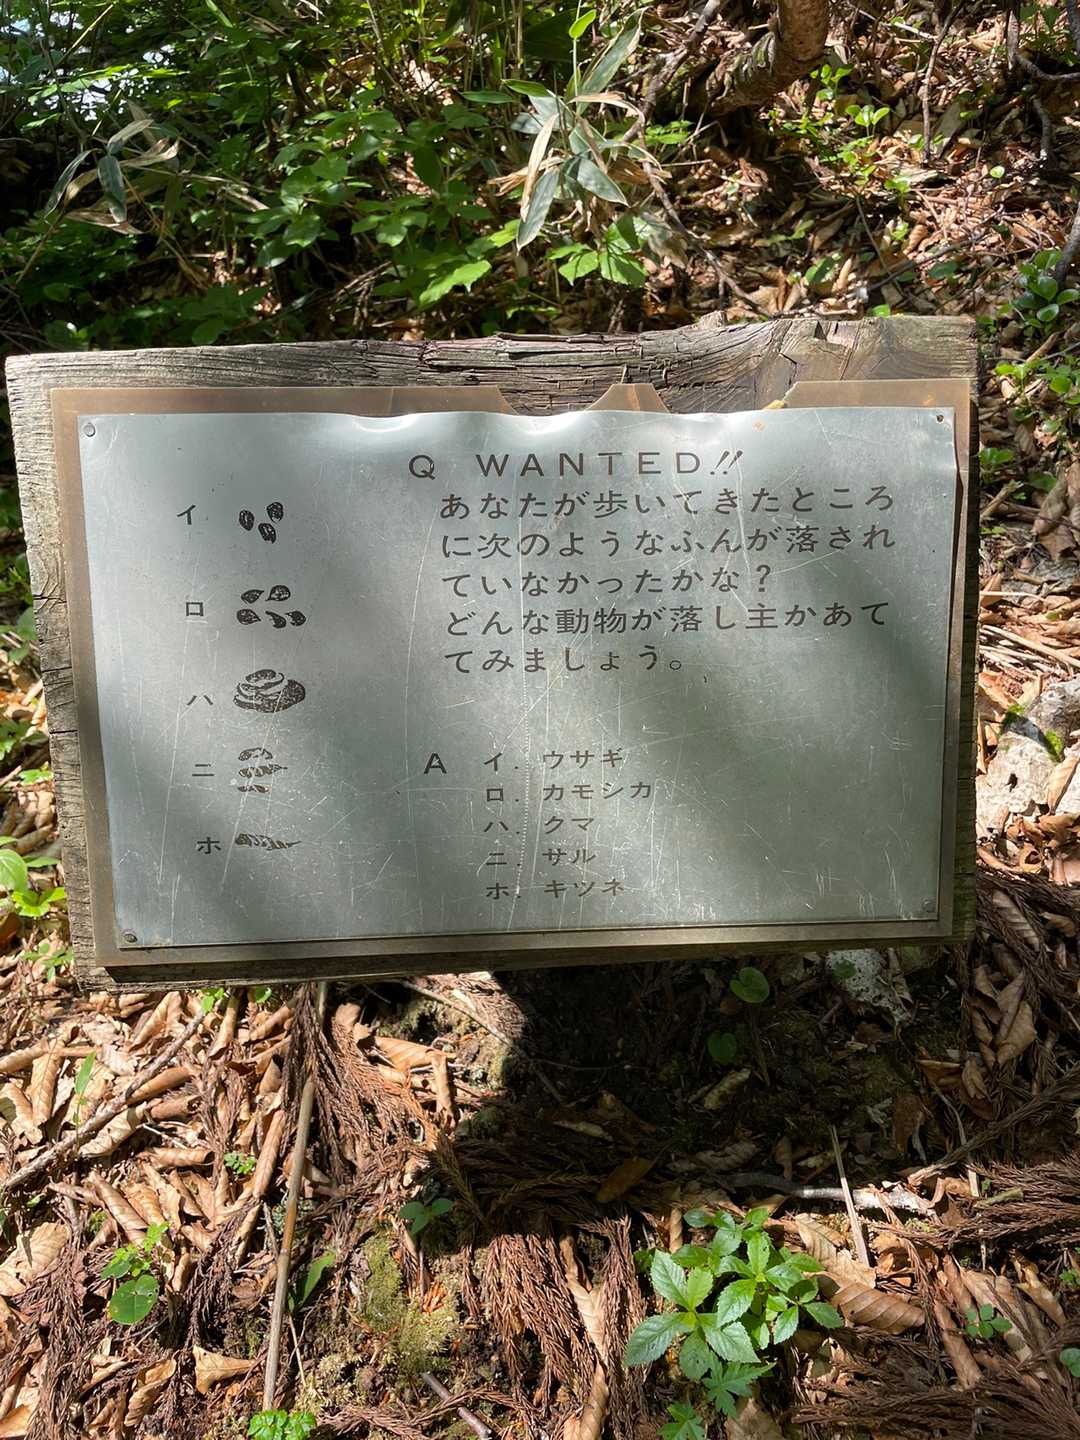 Q WANTED!!
あなたが歩いてきたところ
に次のようなふんが落され
ていなかったかな?
どんな動物が落し主かあて
てみましょう。
イ
ロ
ハ
ニ
ホ
A イ. ウサギ
ロ. カモシカ
ハ. クマ
ニ. サル
ホ. キツネ